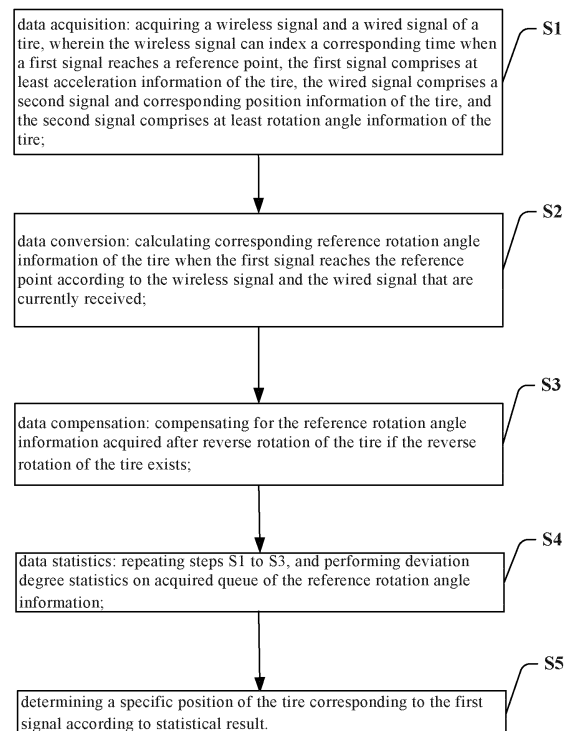 data acquisition: acquiring a wireless signal and a wired signal of a
tire, wherein the wireless signal can index a corresponding time when
a first signal reaches a reference point, the first signal comprises at
least acceleration information of the tire, the wired signal comprises a
second signal and corresponding position information of the tire, and
the second signal comprises at least rotation angle information of the
tire;
S1
data conversion: calculating corresponding reference rotation angle
information of the tire when the first signal reaches the reference
point according to the wireless signal and the wired signal that are
currently received;
S2
data compensation: compensating for the reference rotation angle
information acquired after reverse rotation of the tire if the reverse
rotation of the tire exists;
S3
data statistics: repeating steps S1 to S3, and performing deviation
degree statistics on acquired queue of the reference rotation angle
information;
S4
determining a specific position of the tire corresponding to the first
signal according to statistical result.
S5